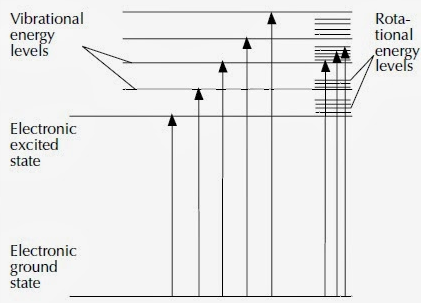 Vibrational
energy
levels
Rota-
tional
energy
levels
Electronic
excited
state
Electronic
ground
state